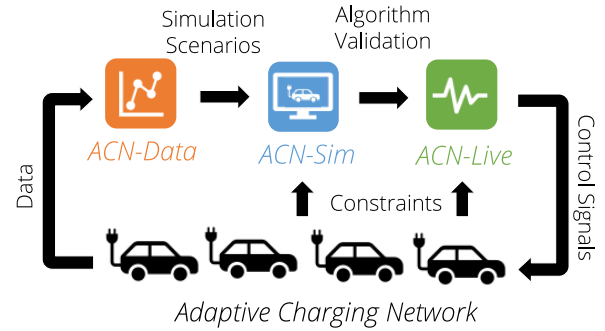 Simulation
Scenarios
Algorithm
Validation
ACN-Data
ACN-Sim
ACN-Live
Data
Constraints
Control Signals
Adaptive Charging Network